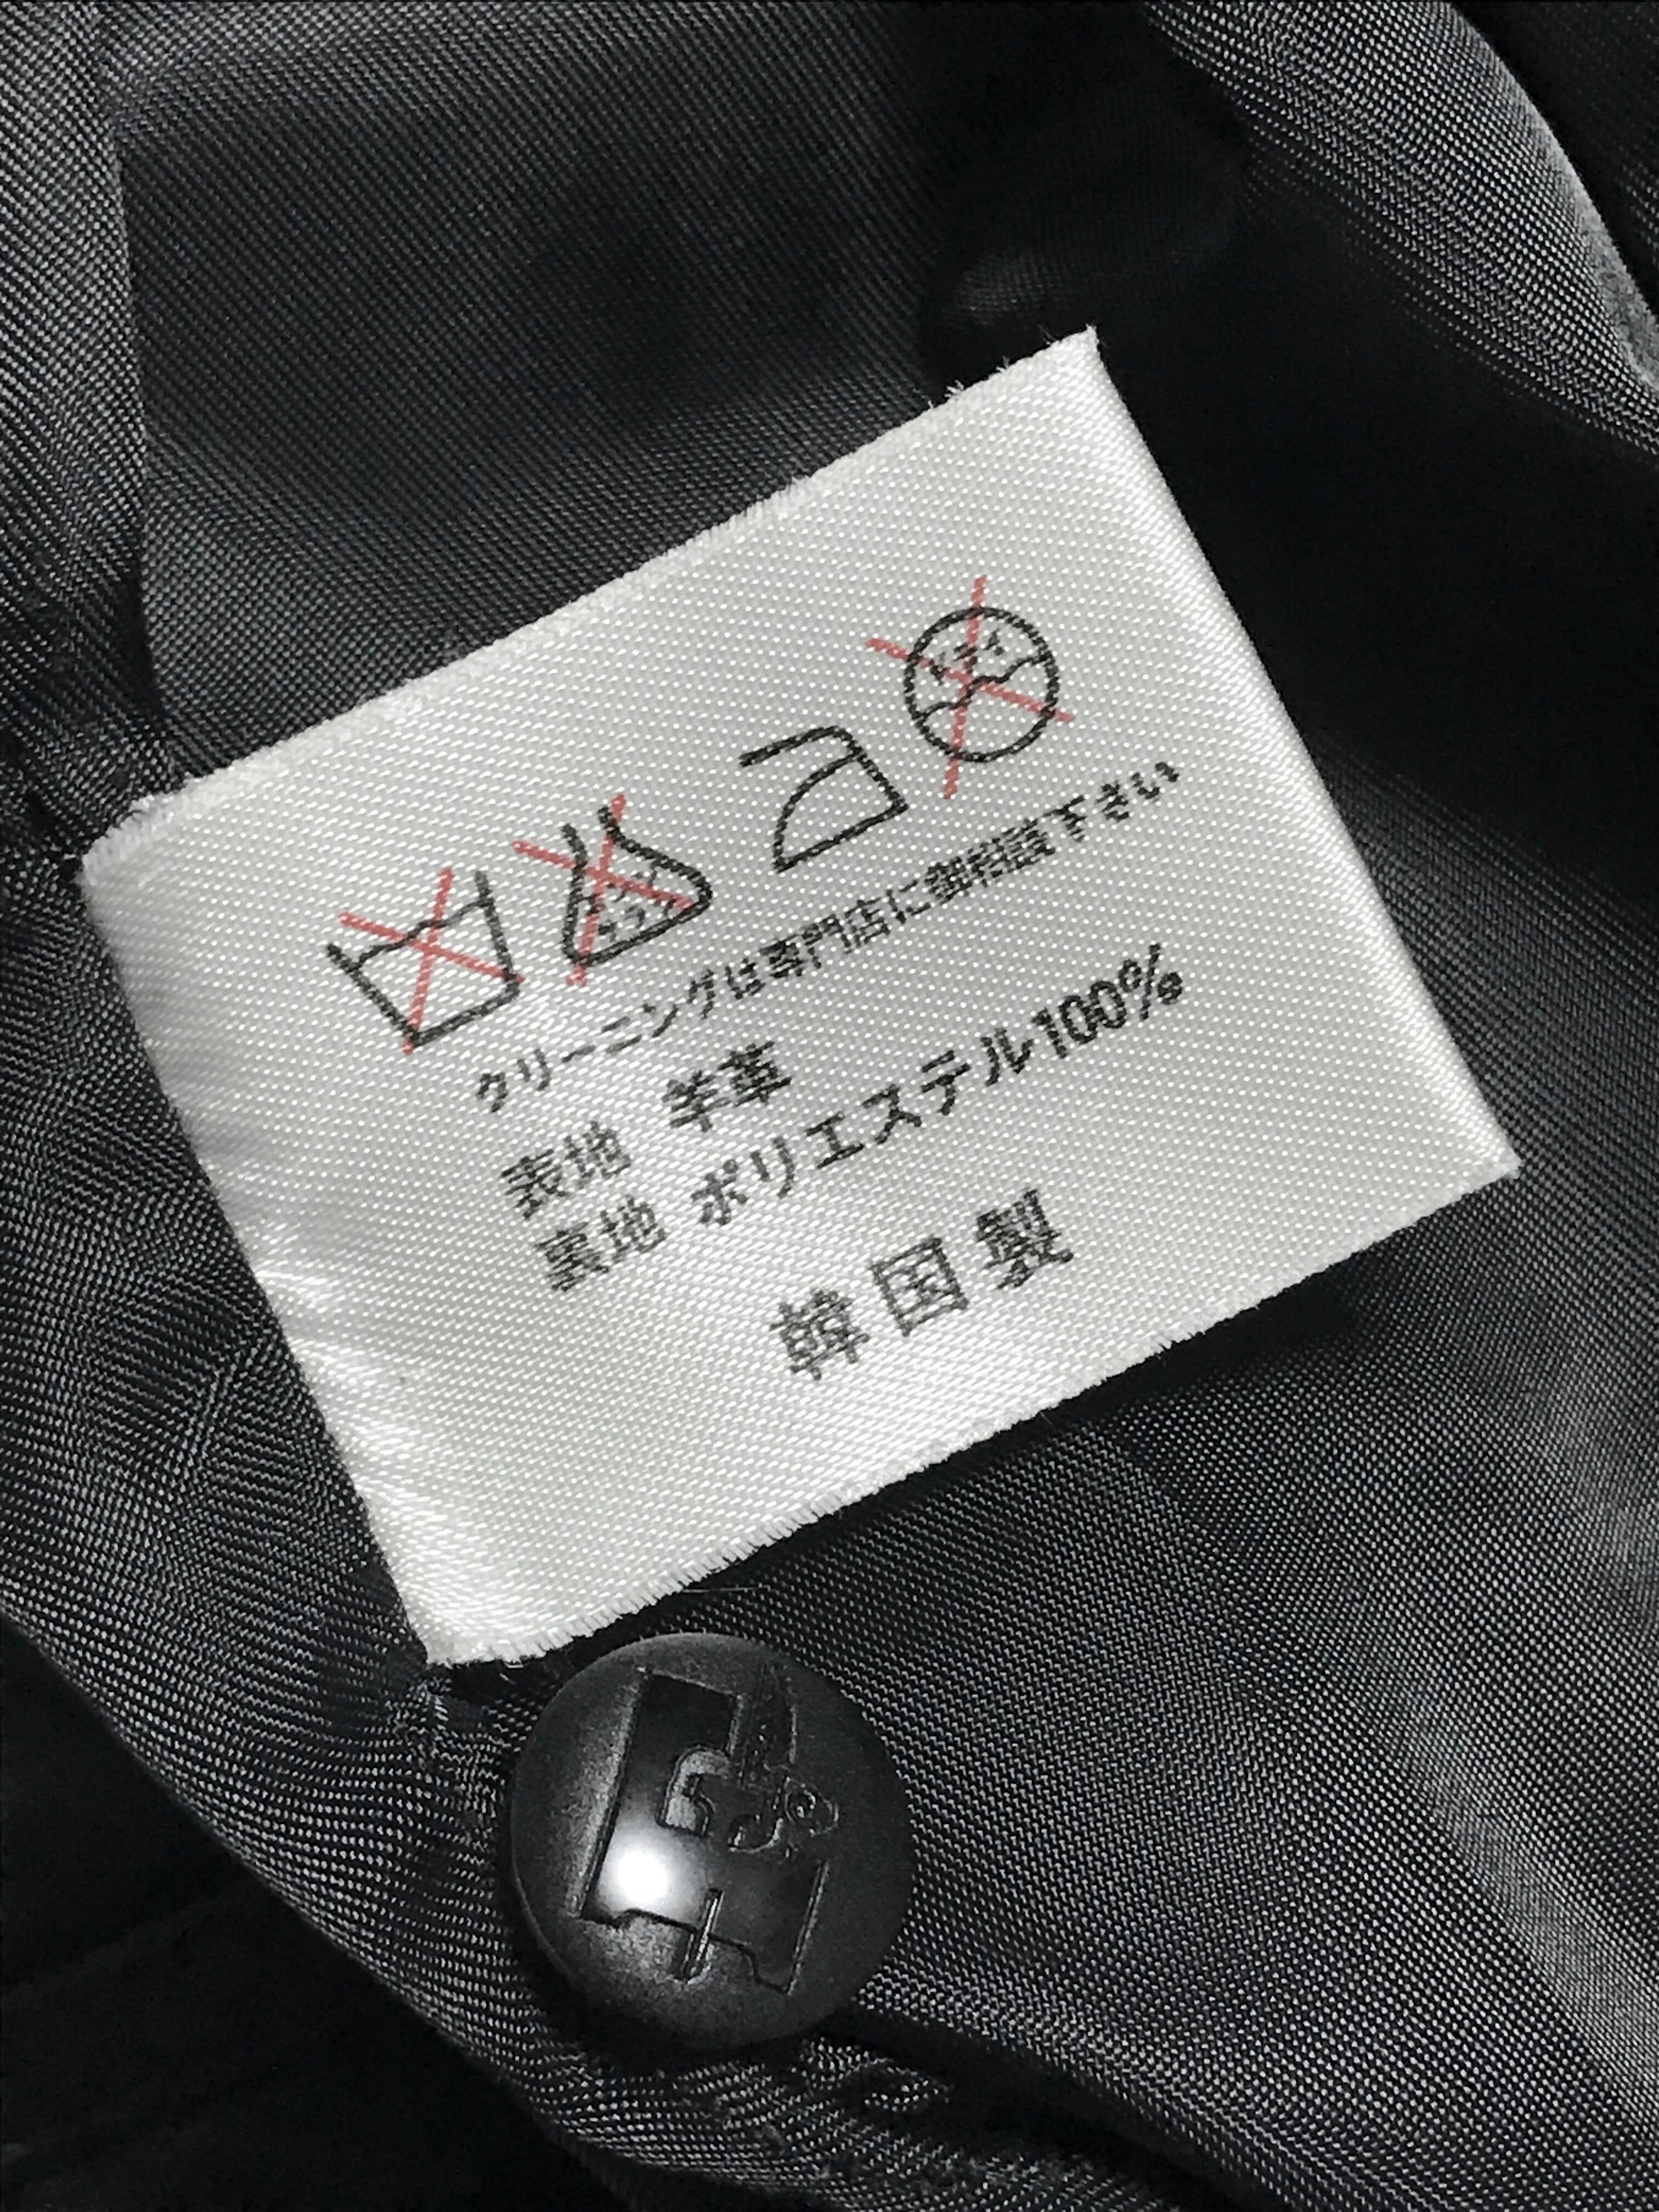 クリーニングは専門店に御相談下さい
表地 羊革
裏地 ポリエステル100%
韓国製